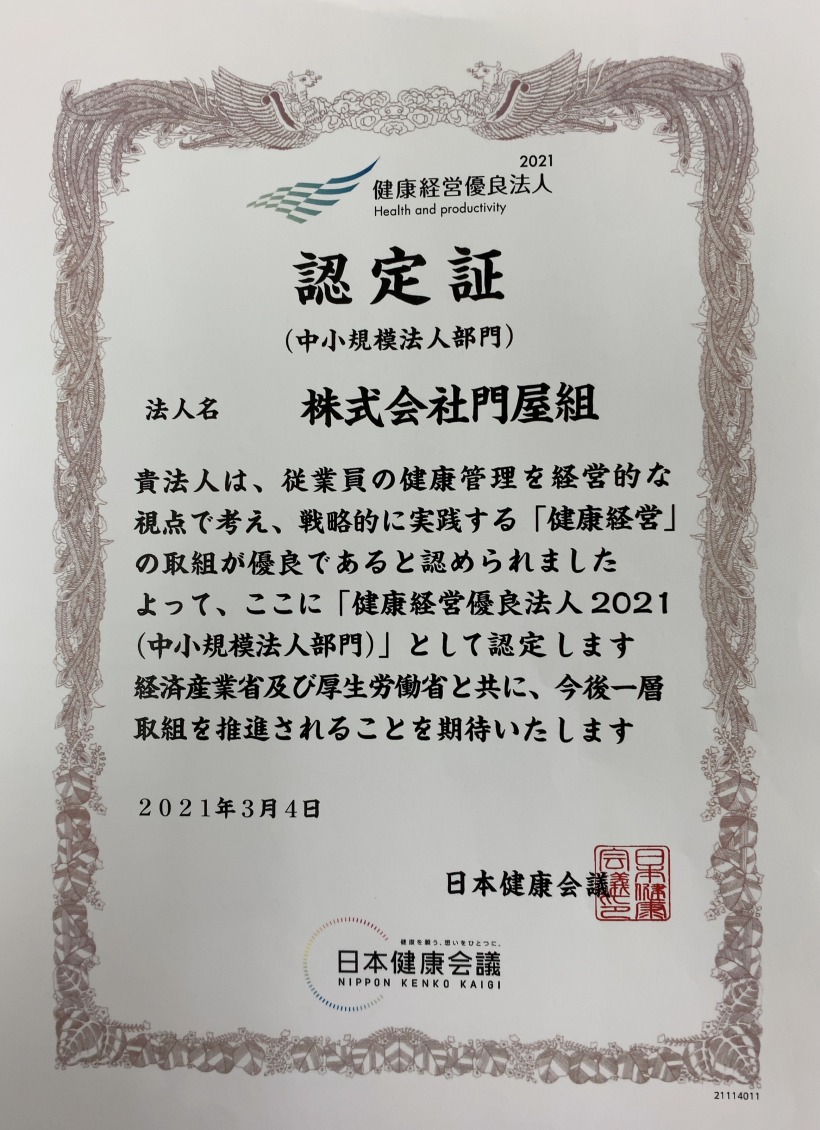 2021
健康経営優良法人
Health and productivity
認定証
(中小規模法人部門)
法人名 株式会社門屋組
貴法人は、従業員の健康管理を経営的な
視点で考え、戦略的に実践する「健康経営」
の取組が優良であると認められました
よって、ここに「健康経営優良法人2021
(中小規模法人部門)」として認定します
経済産業省及び厚生労働省と共に、今後一層
取組を推進されることを期待いたします
2021年3月4日
日本健康会議
日本健康
会議印
健康を願う、想いをひとつに。
日本健康会議
NIPPON KENKO KAIGI
21114011